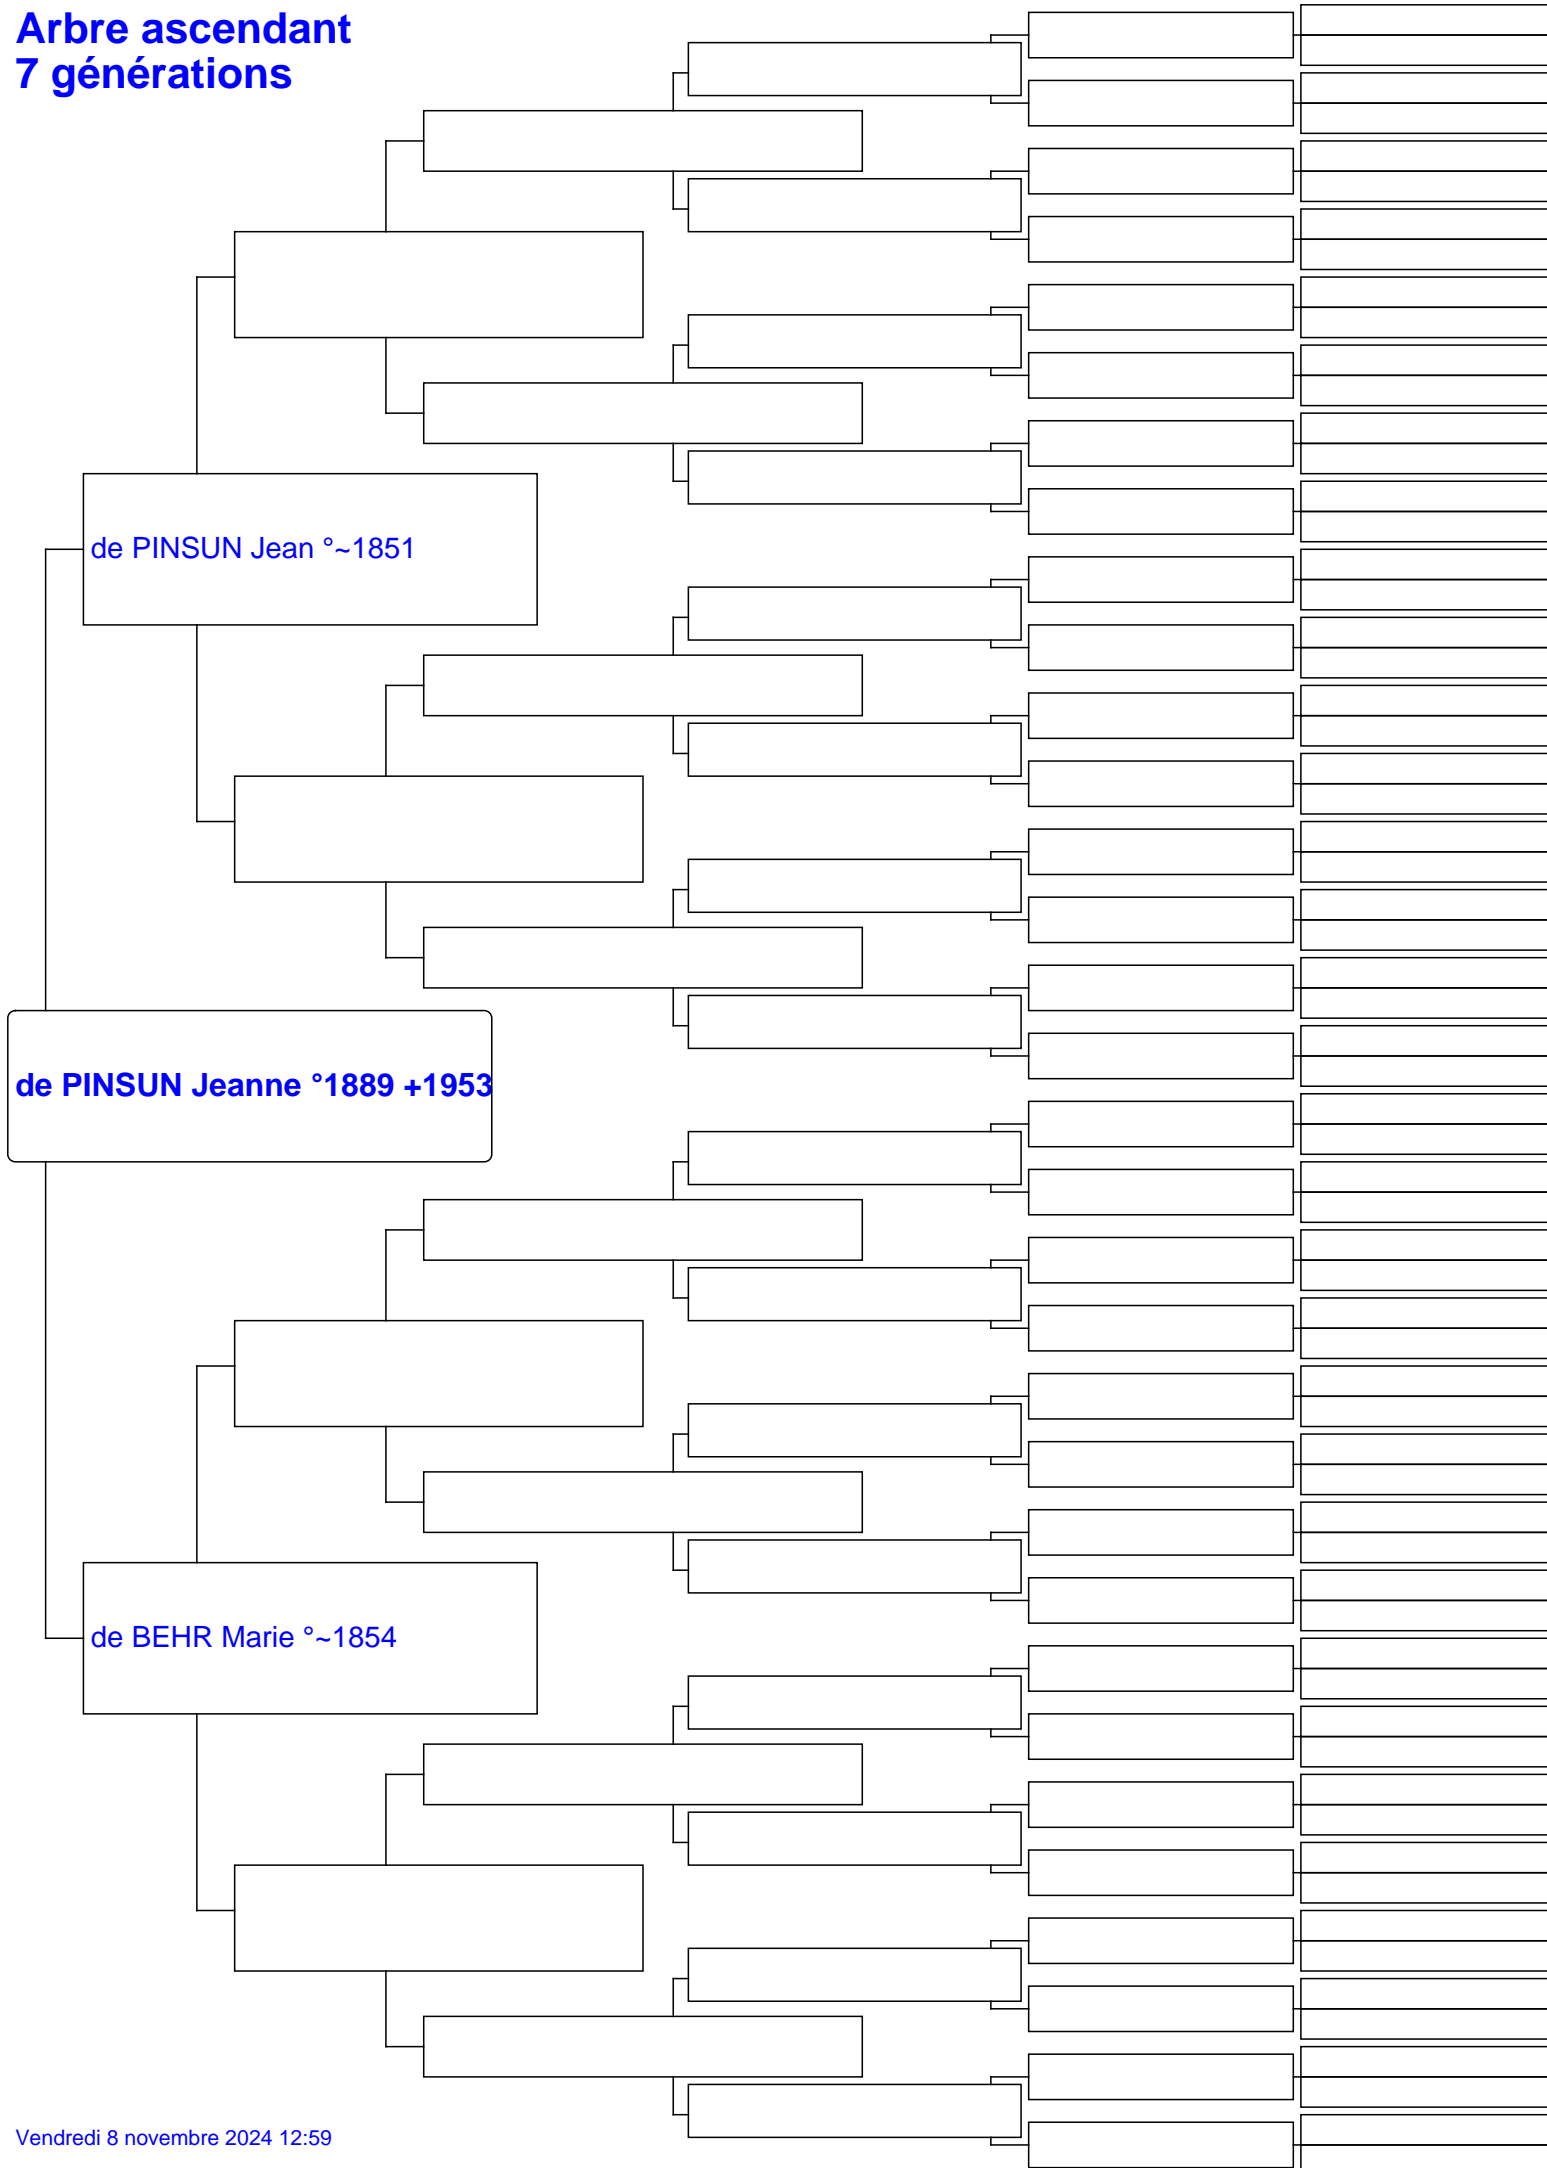 Arbre ascendant
7 générations
de PINSUN Jean °~1851
de PINSUN Jeanne °1889 +1953
de BEHR Marie °~1854
Vendredi 8 novembre 2024 12:59